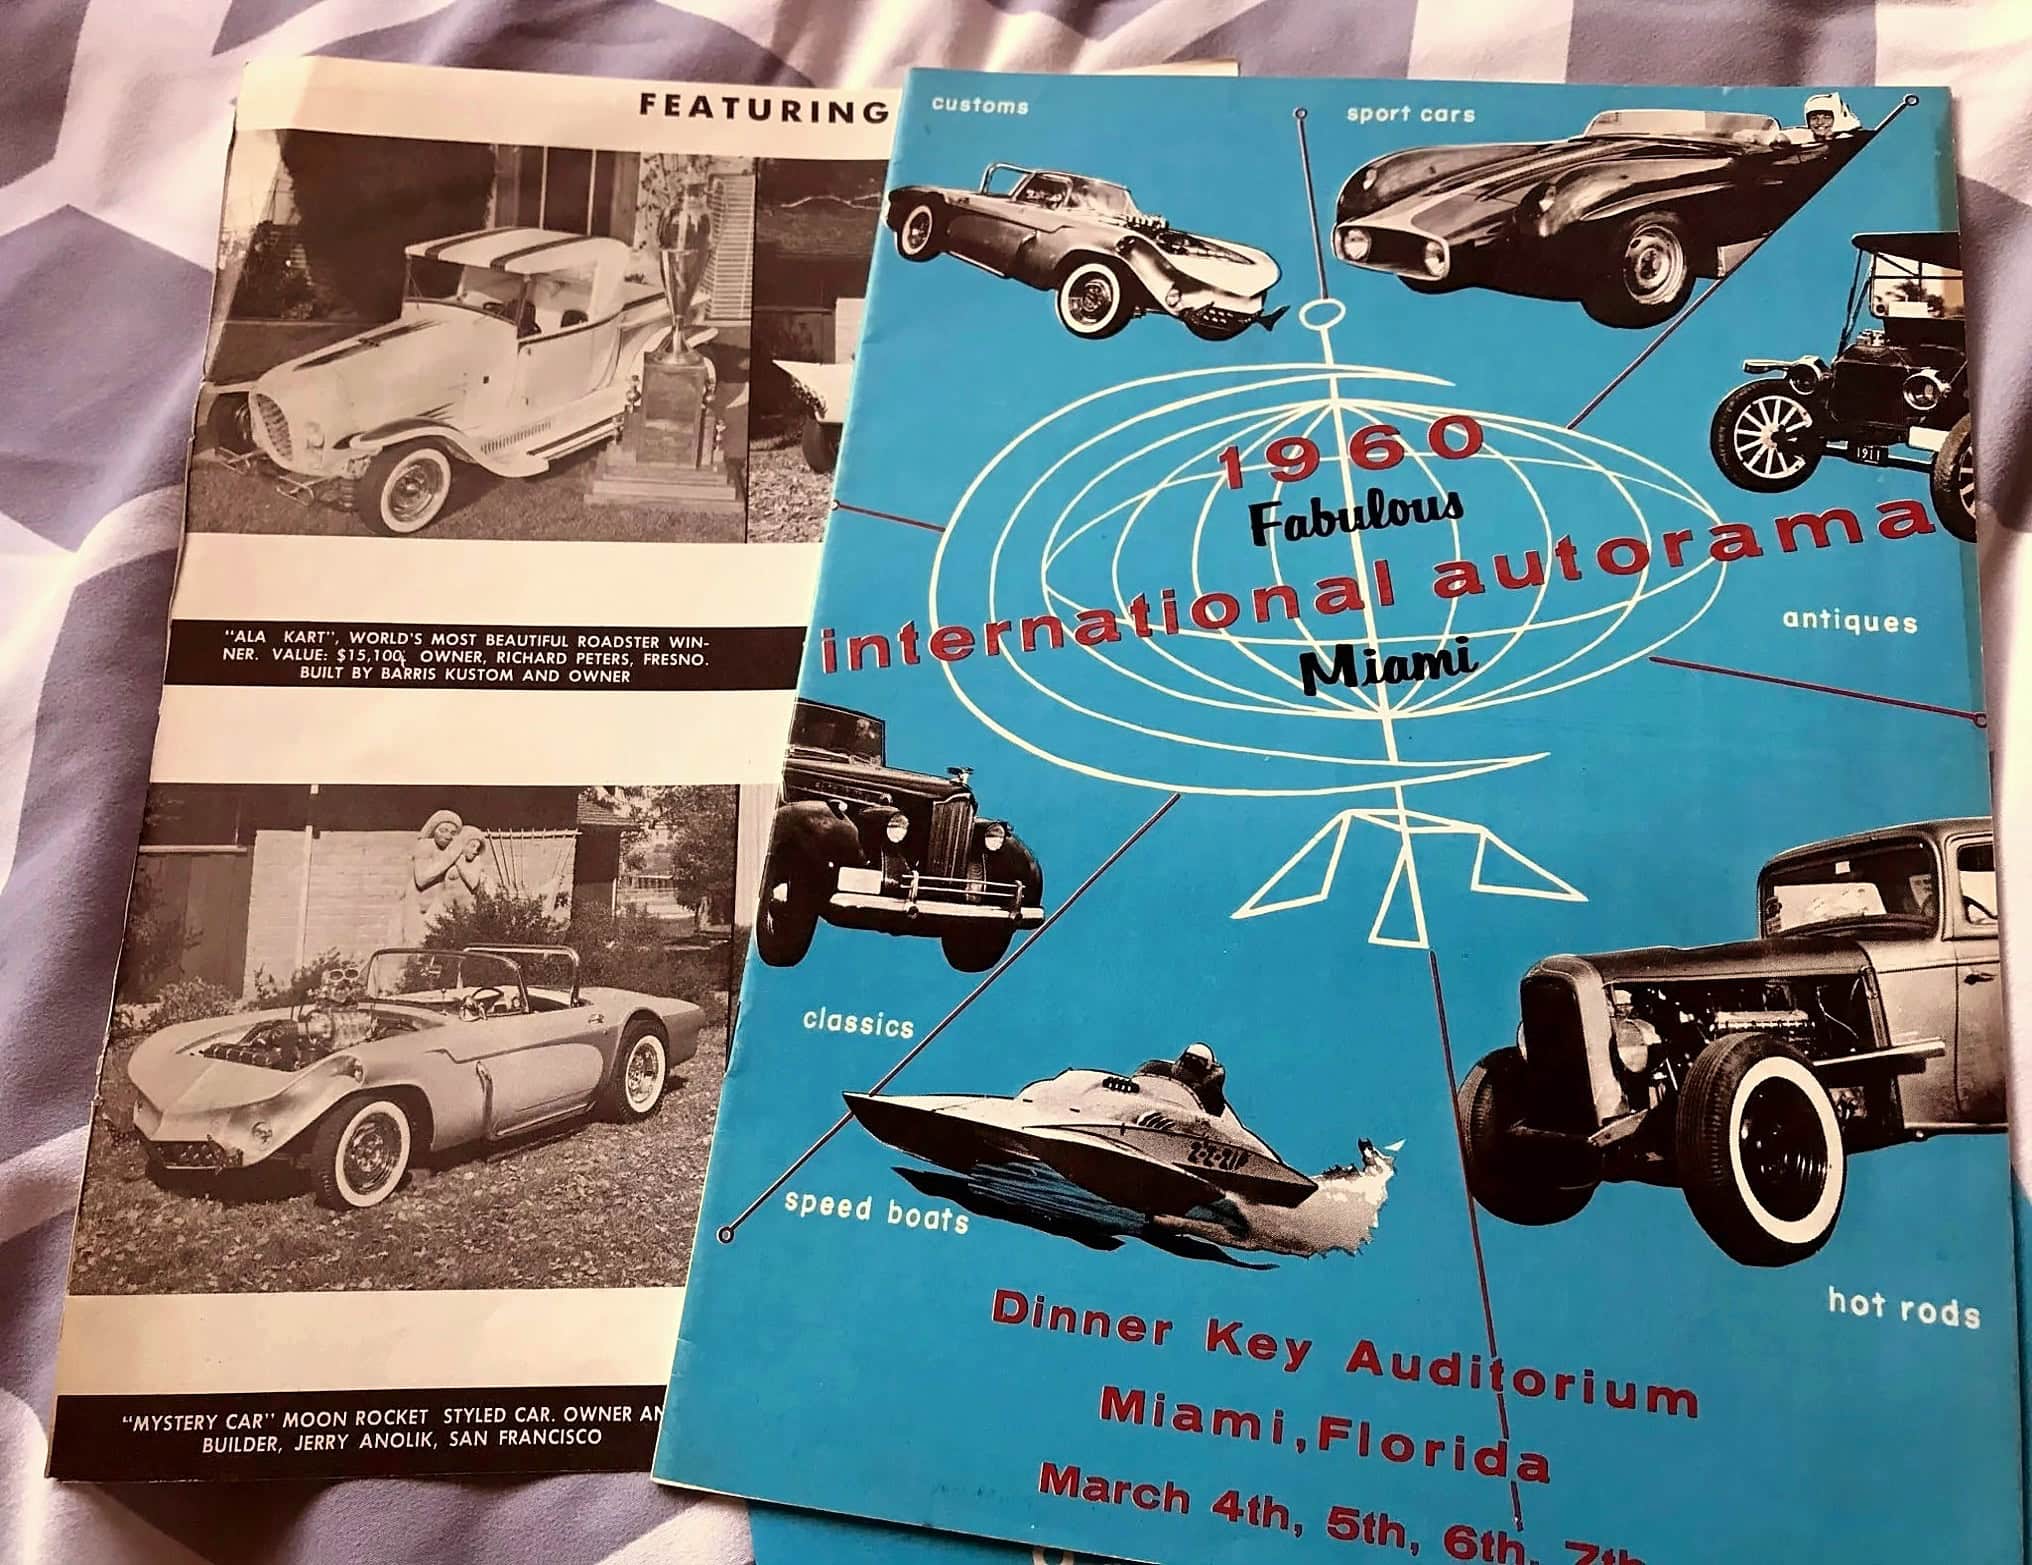 FEATURING
"ALA KART", WORLD'S MOST BEAUTIFUL ROADSTER WIN-
NER. VALUE: $15,100, OWNER, RICHARD PETERS, FRESNO.
BUILT BY BARRIS KUSTOM AND OWNER
"MYSTERY CAR" MOON ROCKET STYLED CAR. OWNER AN
BUILDER, JERRY ANOLIK, SAN FRANCISCO
customs
sport cars
1911
1960
Fabulous
international autorama
Miami
antiques
classics
speed boats
hot rods
Dinner Key Auditorium
Miami, Florida
March 4th, 5th, 6th, 7th